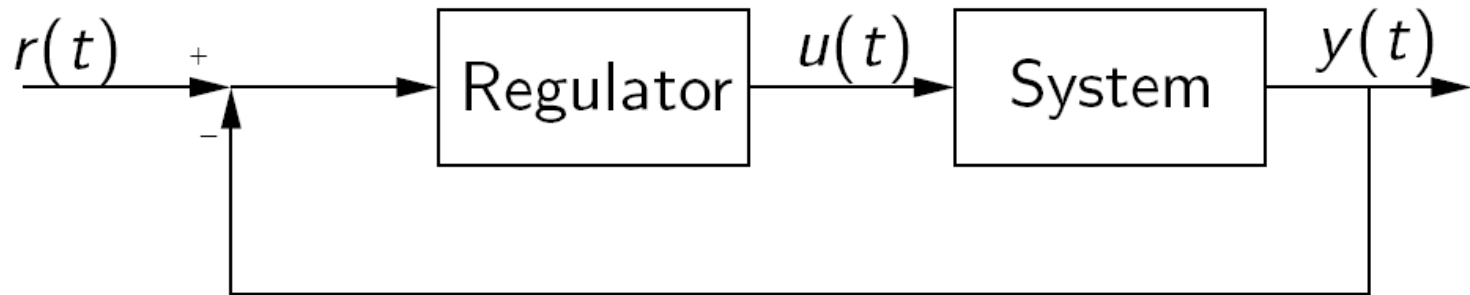 r(t)
+
−
Regulator
u(t)
System
y(t)